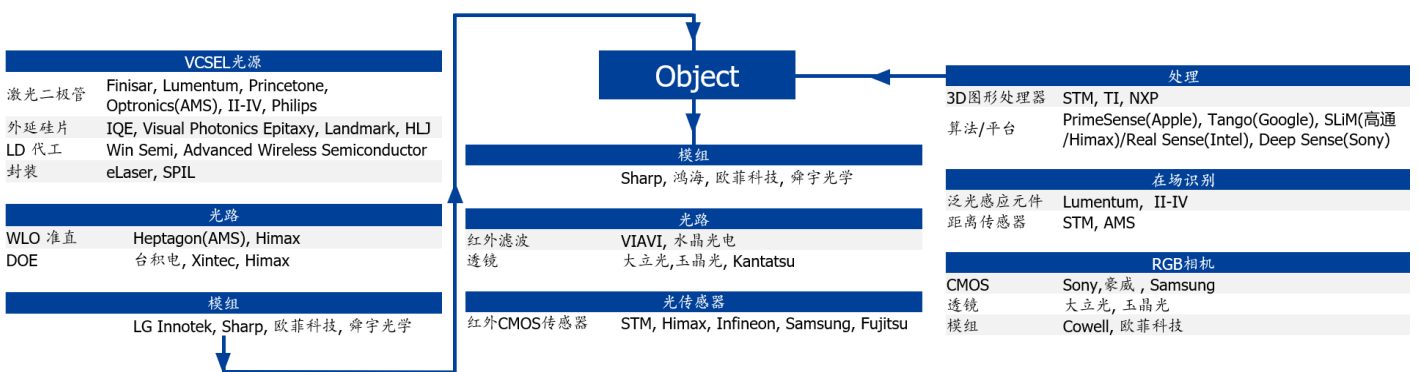 VCSEL光源
激光二极管 Finisar, Lumentum, Princetone,
Optronics(AMS), II-IV, Philips
外延硅片 IQE, Visual Photonics Epitaxy, Landmark, HLJ
LD 代工 Win Semi, Advanced Wireless Semiconductor
封装 eLaser, SPIL
光路
WLO 准直 Heptagon(AMS), Himax
DOE 台积电, Xintec, Himax
模组
LG Innotek, Sharp, 欧菲科技, 舜宇光学
Object
模组
Sharp, 鸿海, 欧菲科技, 舜宇光学
光路
红外滤波 VIAVI, 水晶光电
透镜 大立光,玉晶光, Kantatsu
光传感器
红外CMOS传感器 STM, Himax, Infineon, Samsung, Fujitsu
处理
3D图形处理器 STM, TI, NXP
算法/平台 PrimeSense(Apple), Tango(Google), SLiM(高通
/Himax)/Real Sense(Intel), Deep Sense(Sony)
在场识别
泛光感应元件 Lumentum, II-IV
距离传感器 STM, AMS
RGB相机
CMOS Sony,豪威 , Samsung
透镜 大立光, 玉晶光
模组 Cowell, 欧菲科技